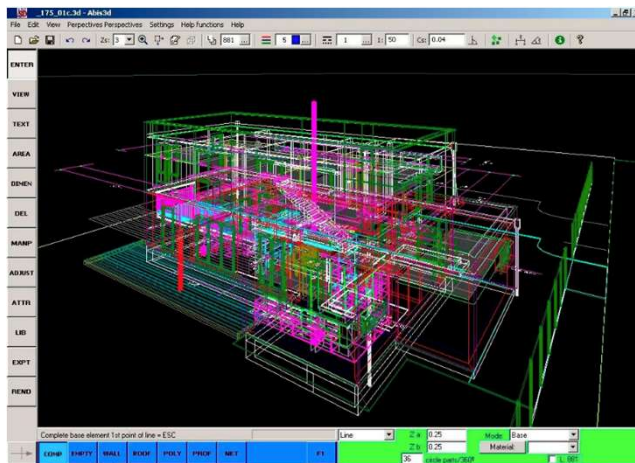 _175_01c.3d - Abis3d
File Edit View Perpectives Perspectives Settings Help functions Help
Zs: 3 881 5 1 1: 50 Cs: 0.04
ENTER
VIEW
TEXT
AREA
DIMEN
DEL
MANP
ADJUST
ATTR
LIB
EXPT
REND
Complete base element 1st point of line = ESC Line Z a 0.25 Mode: Base
COMP EMPTY WALL ROOF POLY PROF NET F1 Z b 0.25 Material
36 circle parts/360° L 881